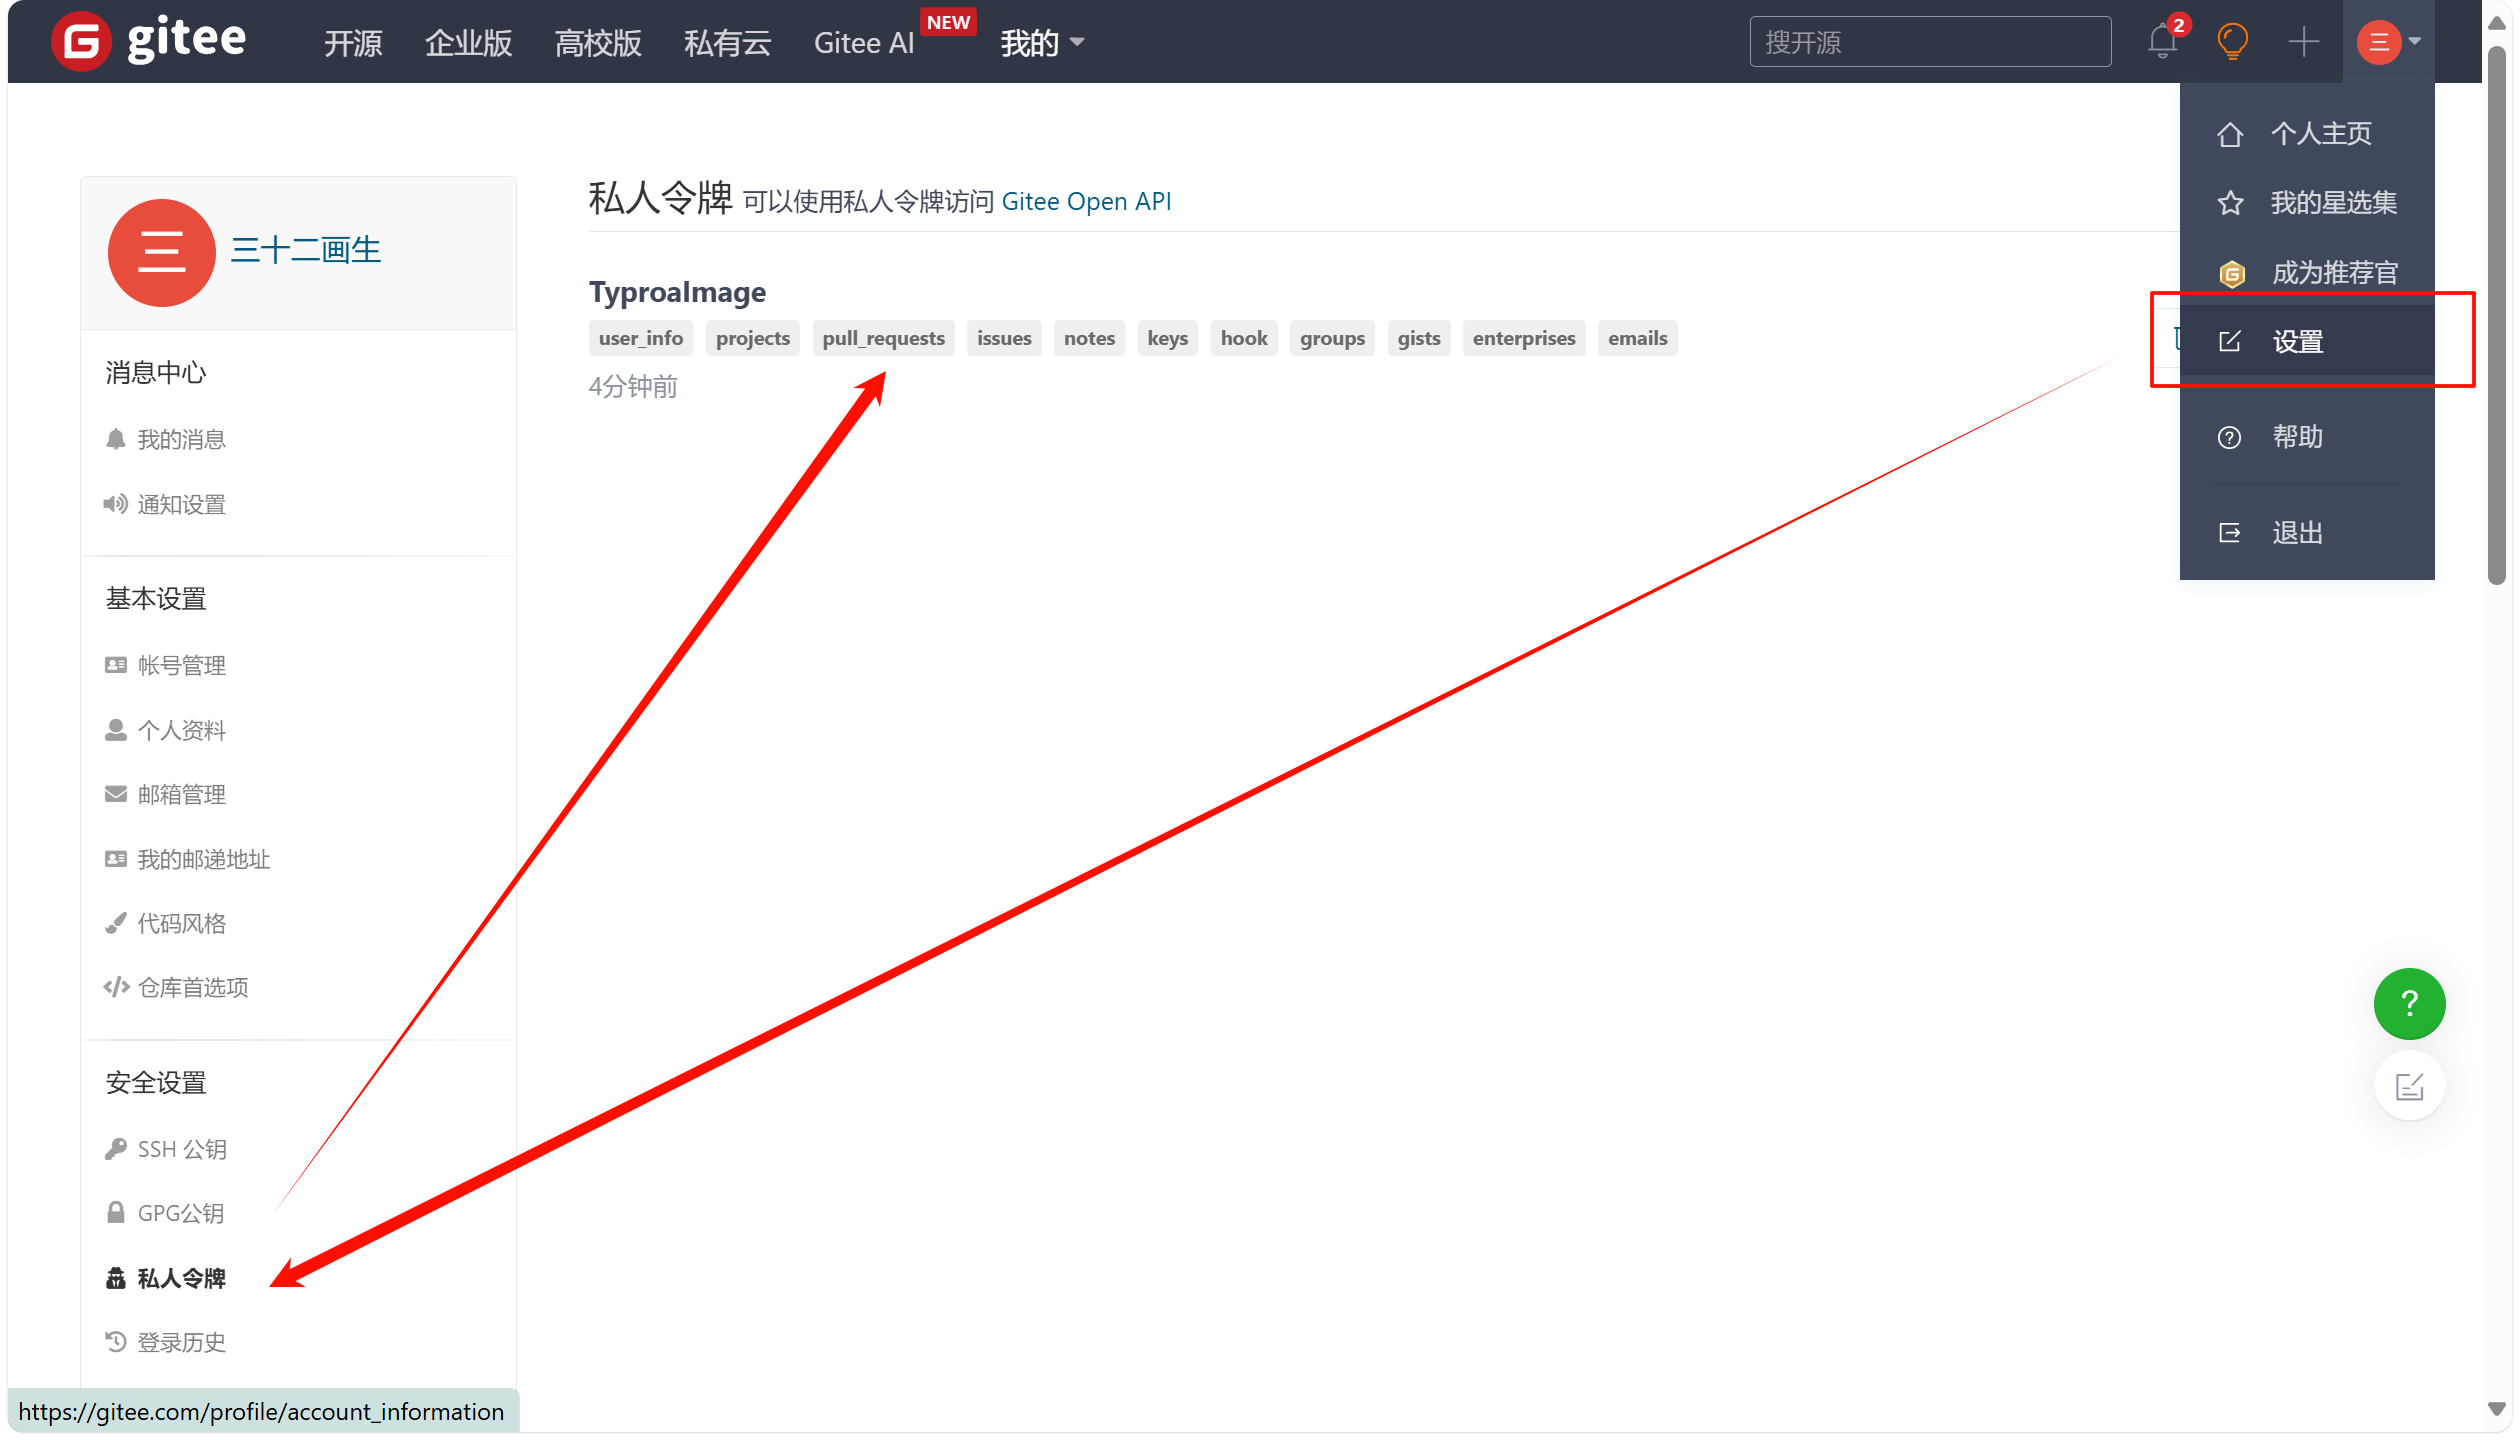 gitee 开源 企业版 高校版 私有云 Gitee AI NEW 我的 搜开源 2 三
个人主页
我的星选集
成为推荐官
设置
帮助
退出
三 三十二画生
消息中心
我的消息
通知设置
基本设置
帐号管理
个人资料
邮箱管理
我的邮递地址
代码风格
仓库首选项
安全设置
SSH 公钥
GPG公钥
私人令牌
登录历史
私人令牌 可以使用私人令牌访问 Gitee Open API
TyproaImage
user_info projects pull_requests issues notes keys hook groups gists enterprises emails
4分钟前
?
https://gitee.com/profile/account_information